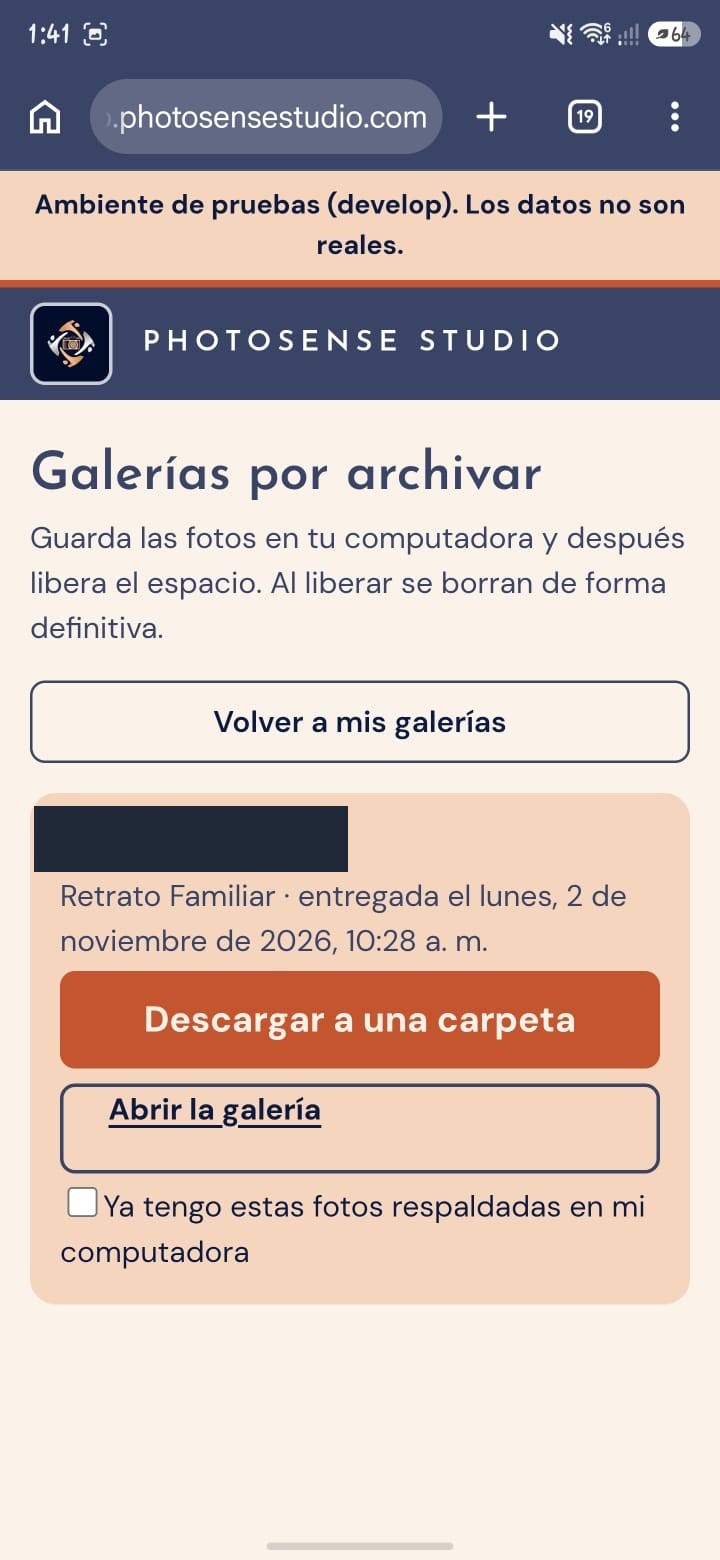 1:41
6
64
.photosensestudio.com
19
Ambiente de pruebas (develop). Los datos no son
reales.
PHOTOSENSE STUDIO
Galerías por archivar
Guarda las fotos en tu computadora y después
libera el espacio. Al liberar se borran de forma
definitiva.
Volver a mis galerías
Retrato Familiar · entregada el lunes, 2 de
noviembre de 2026, 10:28 a. m.
Descargar a una carpeta
Abrir la galería
Ya tengo estas fotos respaldadas en mi
computadora